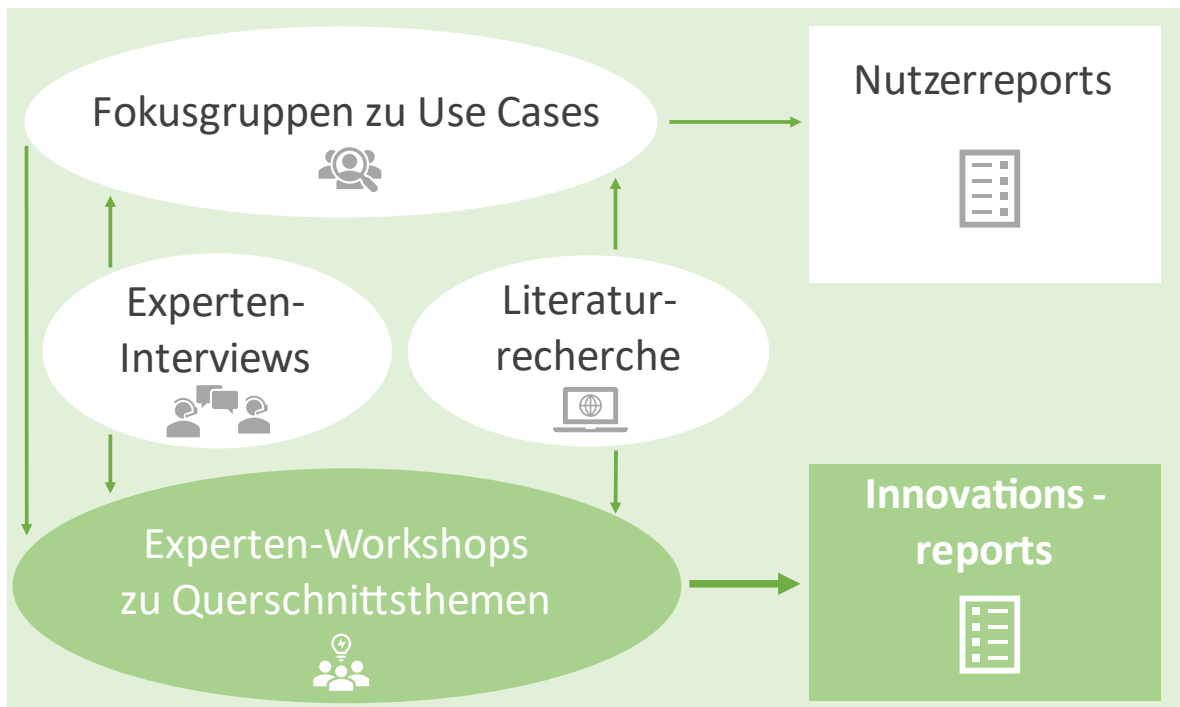 Fokusgruppen zu Use Cases
Nutzerreports
Experten-
Interviews
Literatur-
recherche
Experten-Workshops
zu Querschnittsthemen
Innovations -
reports